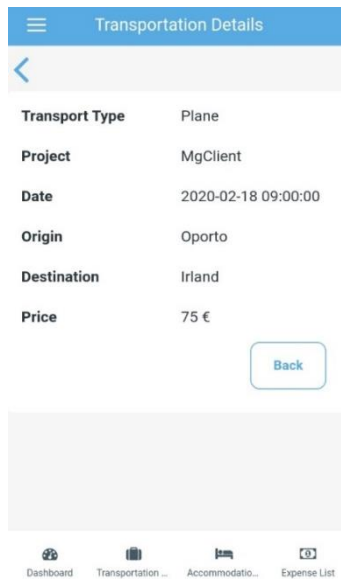 Transportation Details
Transport Type Plane
Project MgClient
Date 2020-02-18 09:00:00
Origin Oporto
Destination Irland
Price 75 €
Back
Dashboard Transportation ... Accommodatio... Expense List